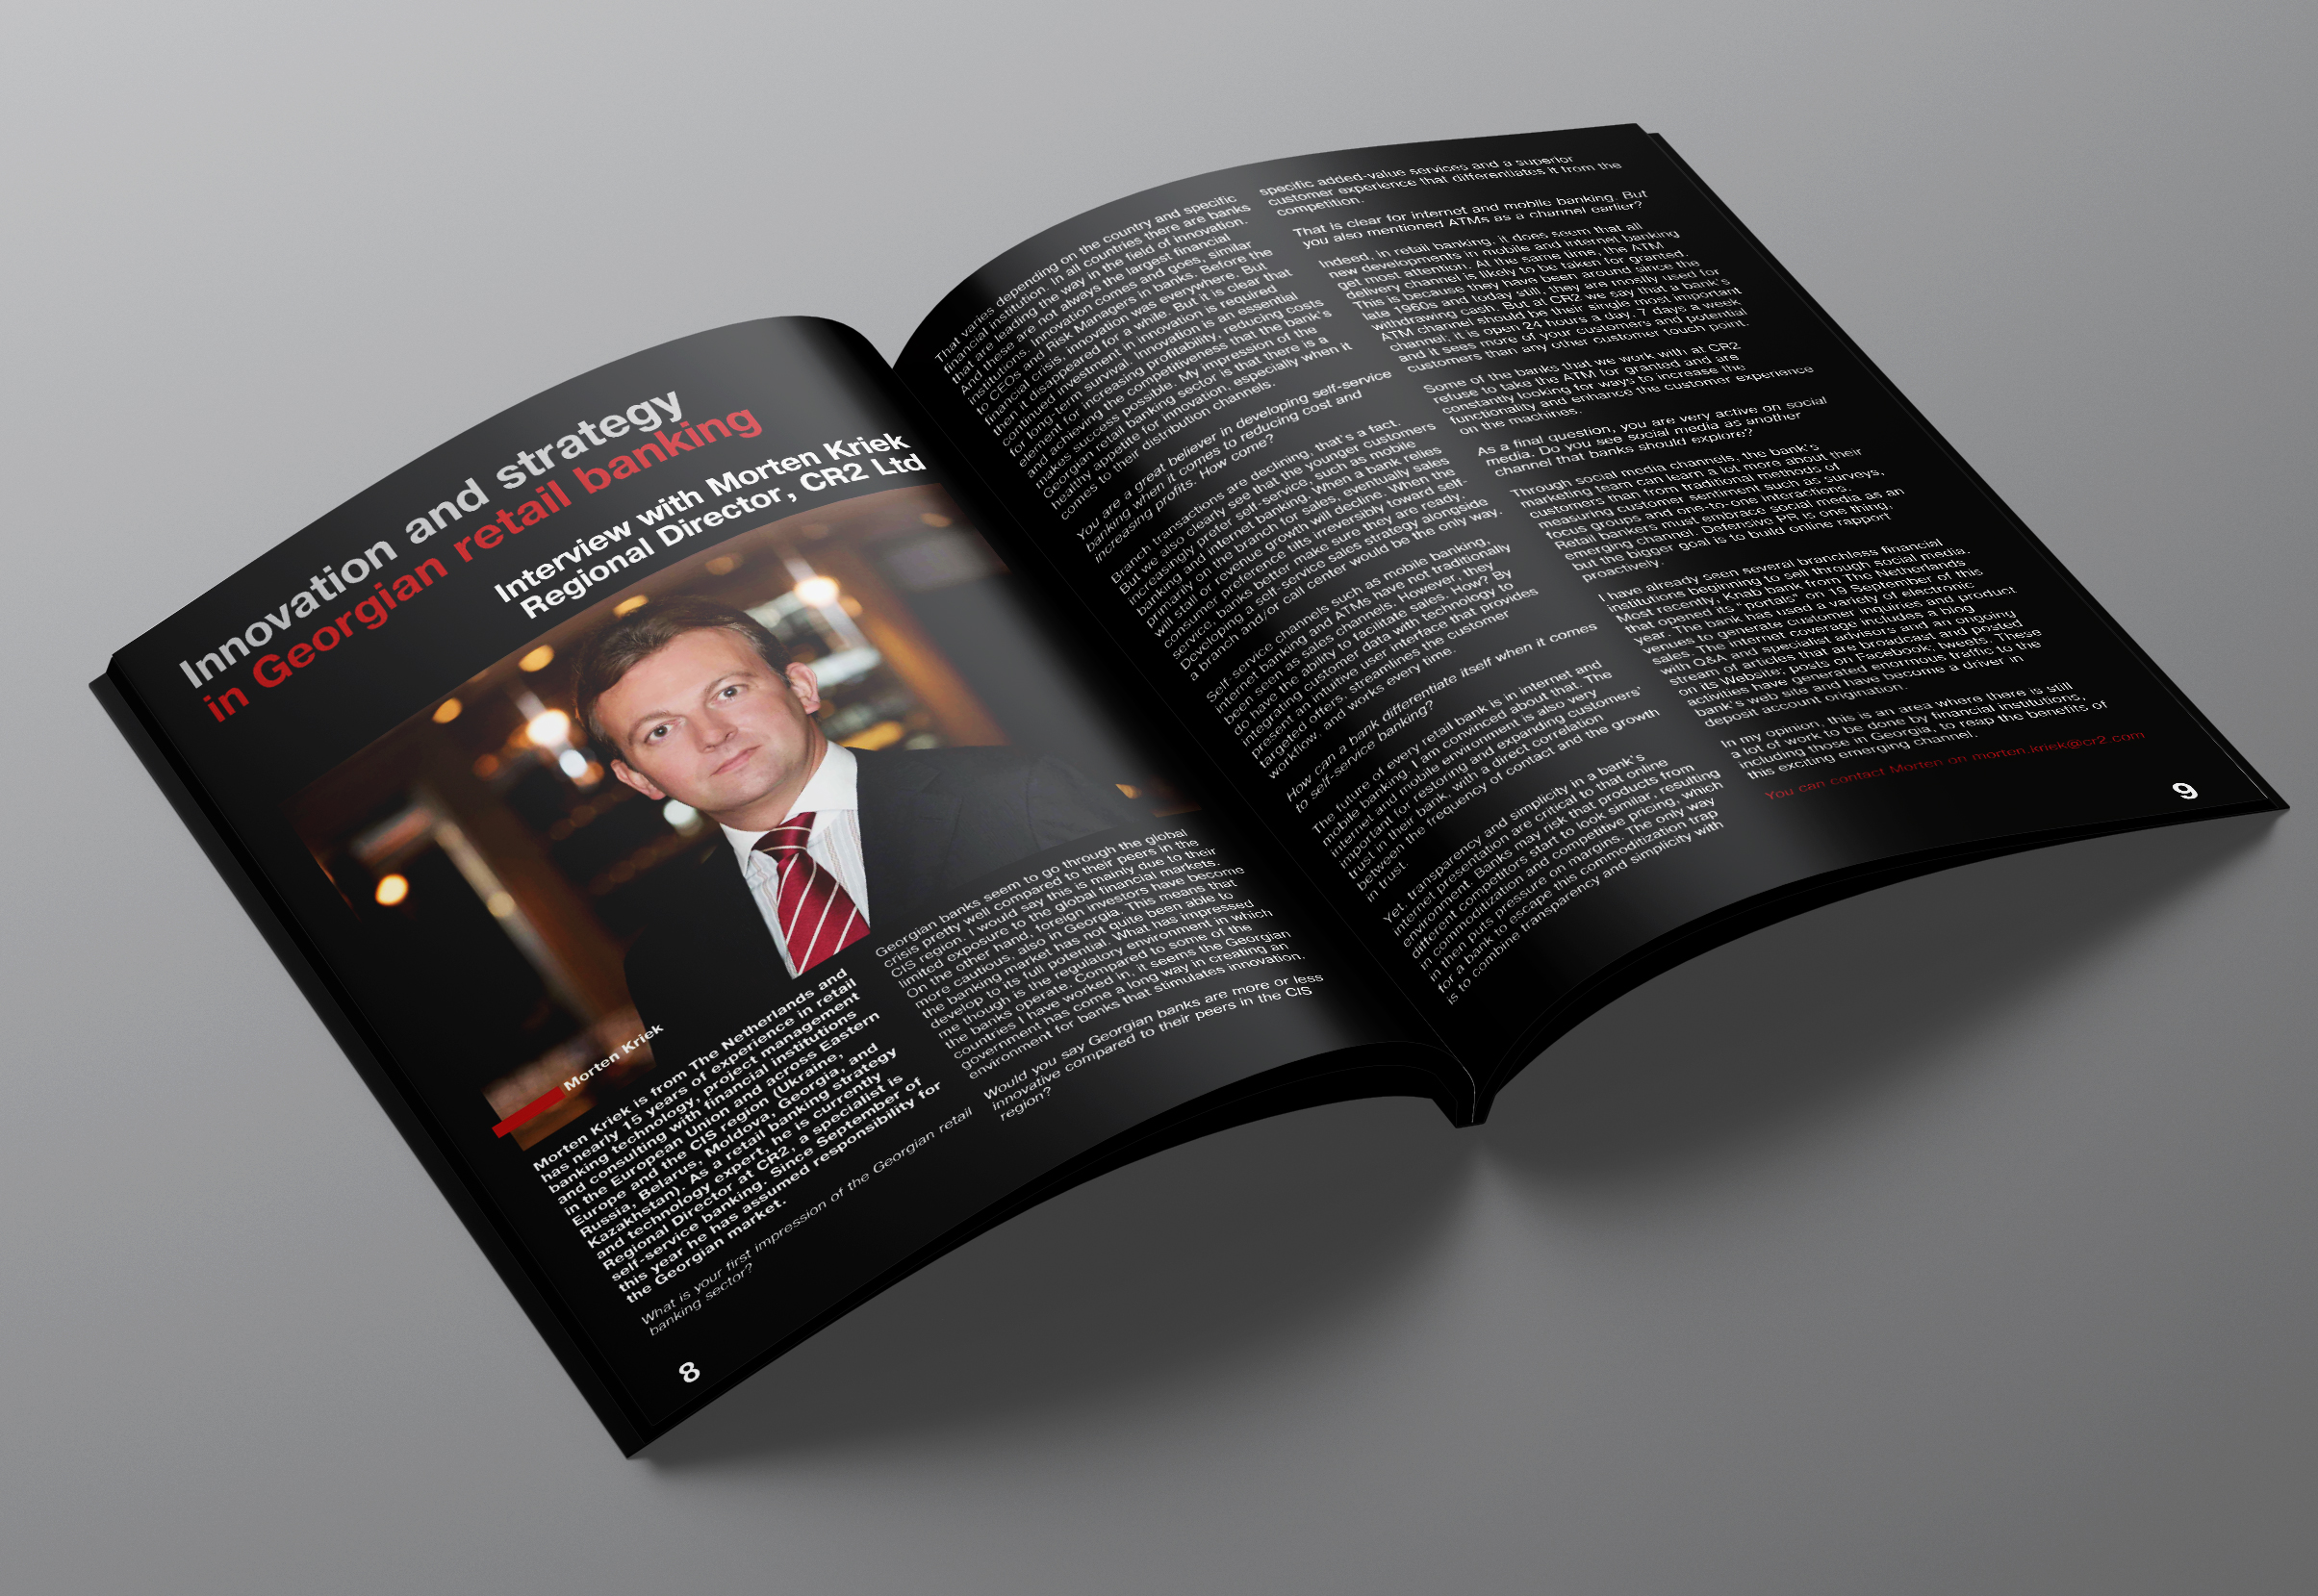 Innovation and strategy
in Georgian retail banking
Interview with Morten Kriek
Regional Director, CR2 Ltd
Morten Kriek
Morten Kriek is from The Netherlands and
has nearly 15 years of experience in retail
banking technology, project management
and consulting with financial institutions
in the European Union and across Eastern
Europe and the CIS region (Ukraine,
Russia, Belarus, Moldova, Georgia, and
Kazakhstan). As a retail banking strategy
and technology expert, he is currently
Regional Director at CR2, a specialist is
self-service banking. Since September of
this year he has assumed responsibility for
the Georgian market.
What is your first impression of the Georgian retail
banking sector?
Georgian banks seem to go through the global
crisis pretty well compared to their peers in the
CIS region. I would say this is mainly due to their
limited exposure to the global financial markets.
On the other hand, foreign investors have become
more cautious, also in Georgia. This means that
the banking market has not quite been able to
develop to its full potential. What has impressed
me though is the regulatory environment in which
the banks operate. Compared to some of the
countries I have worked in, it seems the Georgian
government has come a long way in creating an
environment for banks that stimulates innovation.
Would you say Georgian banks are more or less
innovative compared to their peers in the CIS
region?
8
That varies depending on the country and specific
financial institution. In all countries there are banks
that are leading the way in the field of innovation.
And these are not always the largest financial
institutions. Innovation comes and goes, similar
to CEOs and Risk Managers in banks. Before the
financial crisis, innovation was everywhere. But
then it disappeared for a while. But it is clear that
continued investment in innovation is required
for long-term survival. Innovation is an essential
element for increasing profitability, reducing costs
and achieving the competitiveness that the bank's
makes success possible. My impression of the
Georgian retail banking sector is that there is a
healthy appetite for innovation, especially when it
comes to their distribution channels.
You are a great believer in developing self-service
banking when it comes to reducing cost and
increasing profits. How come?
Branch transactions are declining, that's a fact.
But we also clearly see that the younger customers
increasingly prefer self-service, such as mobile
banking and internet banking. When a bank relies
primarily on the branch for sales, eventually sales
will stall or revenue growth will decline. When the
consumer preference tilts irreversibly toward self-
service, banks better make sure they are ready.
Developing a self service sales strategy alongside
a branch and/or call center would be the only way.
Self-service channels such as mobile banking,
internet banking and ATMs have not traditionally
been seen as sales channels. However, they
do have the ability to facilitate sales. How? By
integrating customer data with technology to
present an intuitive user interface that provides
targeted offers, streamlines the customer
workflow, and works every time.
How can a bank differentiate itself when it comes
to self-service banking?
The future of every retail bank is in internet and
mobile banking. I am convinced about that. The
internet and mobile environment is also very
important for restoring and expanding customers'
trust in their bank, with a direct correlation
between the frequency of contact and the growth
in trust.
Yet, transparency and simplicity in a bank's
internet presentation are critical to that online
environment. Banks may risk that products from
different competitors start to look similar, resulting
in commoditization and competitive pricing, which
in then puts pressure on margins. The only way
for a bank to escape this commoditization trap
is to combine transparency and simplicity with
specific added-value services and a superior
customer experience that differentiates it from the
competition.
That is clear for internet and mobile banking. But
you also mentioned ATMs as a channel earlier?
Indeed, in retail banking, it does seem that all
new developments in mobile and internet banking
get most attention. At the same time, the ATM
delivery channel is likely to be taken for granted.
This is because they have been around since the
late 1960s and today still, they are mostly used for
withdrawing cash. But at CR2 we say that a bank's
ATM channel should be their single most important
channel; it is open 24 hours a day, 7 days a week
and it sees more of your customers and potential
customers than any other customer touch point.
Some of the banks that we work with at CR2
refuse to take the ATM for granted and are
constantly looking for ways to increase the
functionality and enhance the customer experience
on the machines.
As a final question, you are very active on social
media. Do you see social media as another
channel that banks should explore?
Through social media channels, the bank's
marketing team can learn a lot more about their
customers than from traditional methods of
measuring customer sentiment such as surveys,
focus groups and one-to-one interactions.
Retail bankers must embrace social media as an
emerging channel. Defensive PR is one thing,
but the bigger goal is to build online rapport
proactively.
I have already seen several branchless financial
institutions beginning to sell through social media.
Most recently, Knab bank from The Netherlands
that opened its "portals" on 19 September of this
year. The bank has used a variety of electronic
venues to generate customer inquiries and product
sales. The internet coverage includes a blog
with Q&A and specialist advisors and an ongoing
stream of articles that are broadcast and posted
on its Website; posts on Facebook; tweets. These
activities have generated enormous traffic to the
bank's web site and have become a driver in
deposit account origination.
In my opinion, this is an area where there is still
a lot of work to be done by financial institutions,
including those in Georgia, to reap the benefits of
this exciting emerging channel.
You can contact Morten on morten.kriek@cr2.com
9